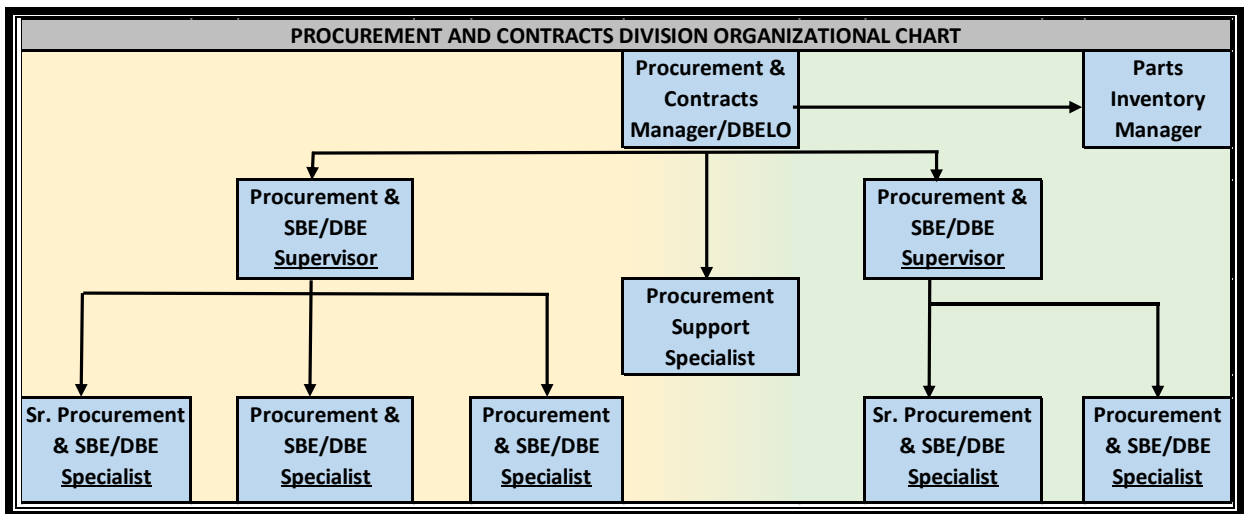 PROCUREMENT AND CONTRACTS DIVISION ORGANIZATIONAL CHART
Procurement &
Contracts
Manager/DBELO
Parts
Inventory
Manager
Procurement &
SBE/DBE
Supervisor
Procurement &
SBE/DBE
Supervisor
Procurement
Support
Specialist
Sr. Procurement
& SBE/DBE
Specialist
Procurement &
SBE/DBE
Specialist
Procurement
& SBE/DBE
Specialist
Sr. Procurement
& SBE/DBE
Specialist
Procurement
& SBE/DBE
Specialist